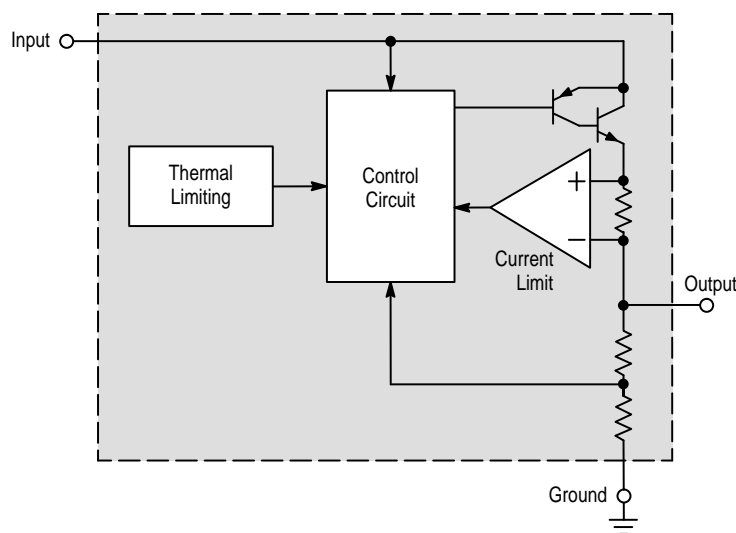 Input
Thermal
Limiting
Control
Circuit
+
−
Current
Limit
Output
Ground